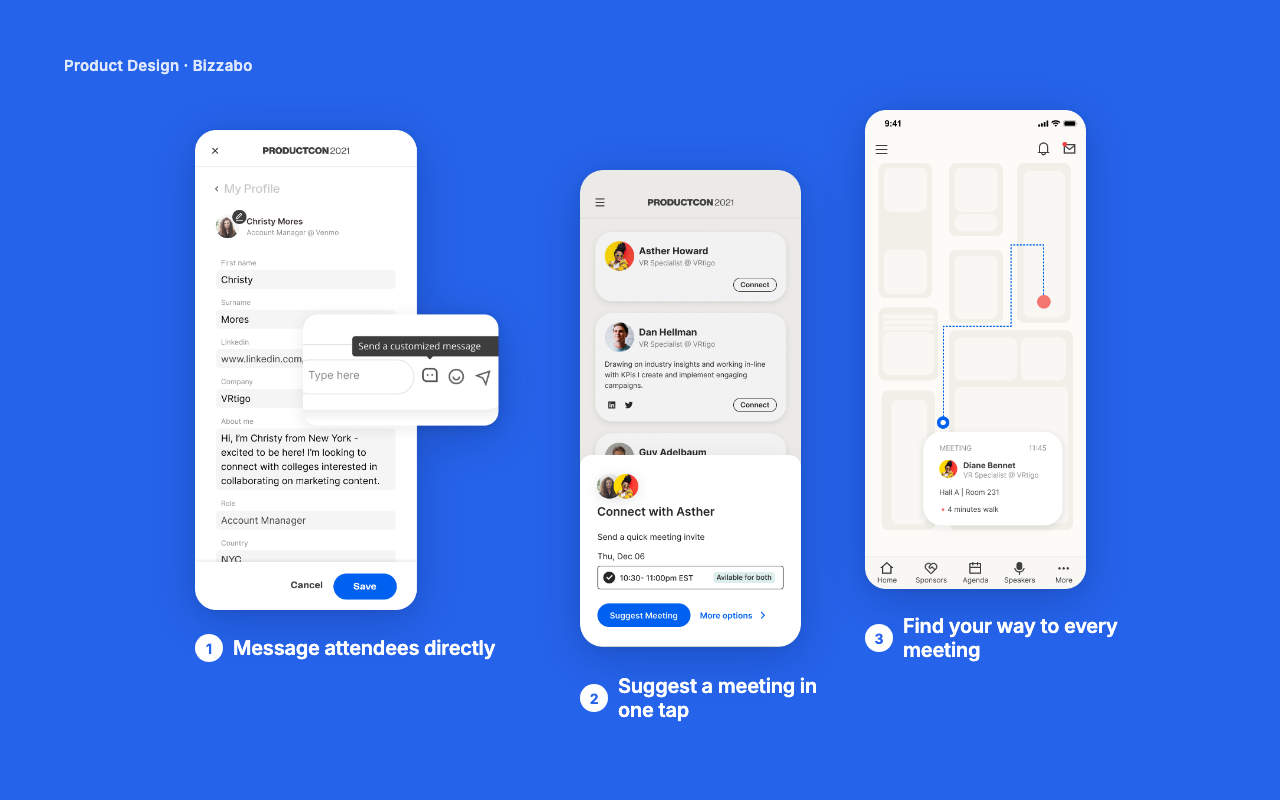 Product Design · Bizzabo
PRODUCTCON 2021
My Profile
Christy Mores
Account Manager @ Venmo
First name
Christy
Surname
Mores
Linkedin
www.linkedin.com
Company
VRtigo
About me
Hi, I'm Christy from New York -
excited to be here! I'm looking to
connect with colleges interested in
collaborating on marketing content.
Role
Account Mnanager
Country
NYC
Cancel
Save
Send a customized message
Type here
1
Message attendees directly
PRODUCTCON 2021
Asther Howard
VR Specialist @ VRtigo
Connect
Dan Hellman
VR Specialist @ VRtigo
Drawing on industry insights and working in-line
with KPIs I create and implement engaging
campaigns.
Connect
Guy Adelbaum
Connect with Asther
Send a quick meeting invite
Thu, Dec 06
10:30- 11:00pm EST
Avilable for both
Suggest Meeting
More options
2
Suggest a meeting in
one tap
9:41
MEETING
11:45
Diane Bennet
VR Specialist @ VRtigo
Hall A | Room 231
4 minutes walk
Home
Sponsors
Agenda
Speakers
More
3
Find your way to every
meeting